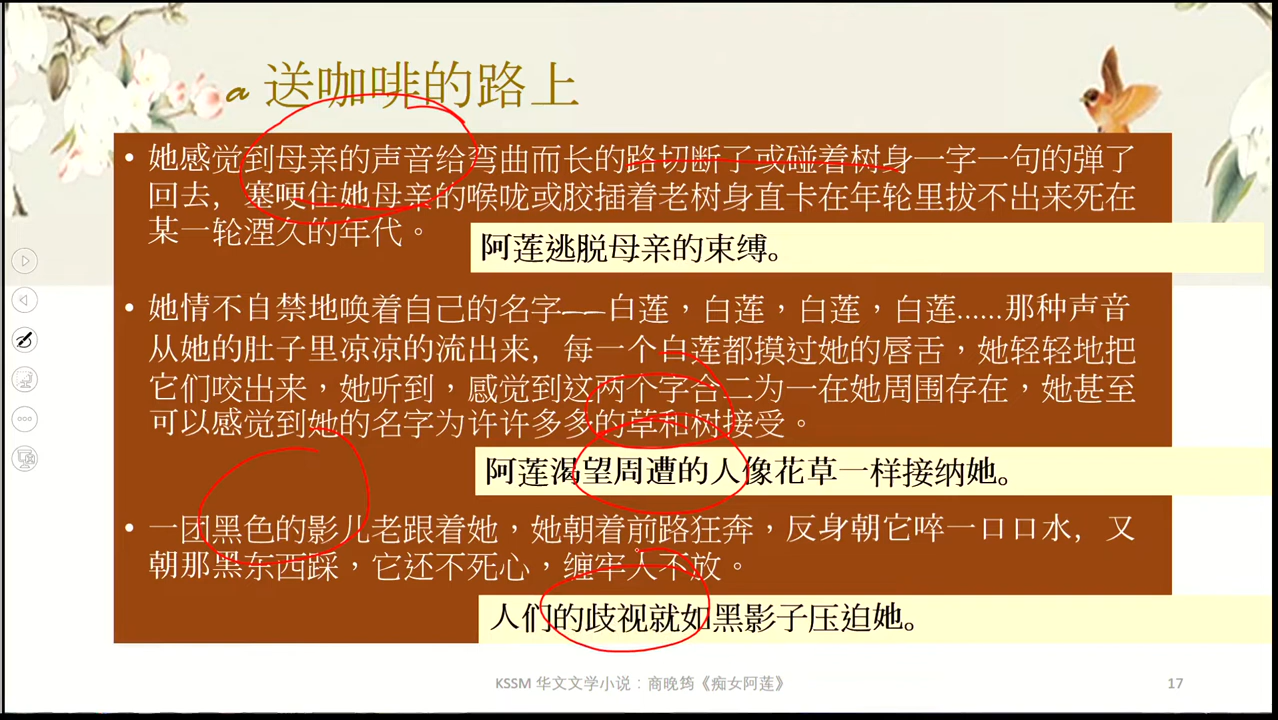 a 送咖啡的路上
• 她感觉到母亲的声音给弯曲而长的路切断了或碰着树身一字一句的弹了
回去，塞哽住她母亲的喉咙或胶插着老树身直卡在年轮里拔不出来死在
某一轮湮久的年代。
阿莲逃脱母亲的束缚。
• 她情不自禁地唤着自己的名字——白莲，白莲，白莲，白莲……那种声音
从她的肚子里凉凉的流出来，每一个白莲都摸过她的唇舌，她轻轻地把
它们咬出来，她听到，感觉到这两个字合二为一在她周围存在，她甚至
可以感觉到她的名字为许许多多的草和树接受。
阿莲渴望周遭的人像花草一样接纳她。
• 一团黑色的影儿老跟着她，她朝着前路狂奔，反身朝它啐一口口水，又
朝那黑东西踩，它还不死心，缠牢人不放。
人们的歧视就如黑影子压迫她。
KSSM 华文文学小说：商晚筠《痴女阿莲》
17